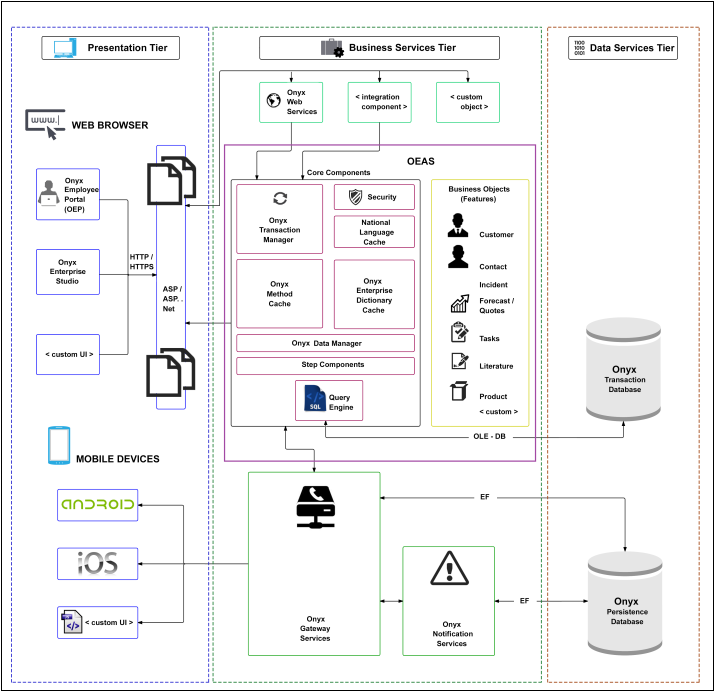 Presentation Tier
Business Services Tier
1100
1010
0101
Data Services Tier
www.
WEB BROWSER
Onyx
Employee
Portal
(OEP)
Onyx
Enterprise
Studio
< custom UI >
HTTP /
HTTPS
ASP /
ASP. .
Net
MOBILE DEVICES
ANDROID
iOS
< custom UI >
Onyx
Web
Services
< integration
component >
< custom
object >
OEAS
Core Components
Onyx
Transaction
Manager
Security
National
Language
Cache
Onyx
Method
Cache
Onyx
Enterprise
Dictionary
Cache
Onyx Data Manager
Step Components
SQL
Query
Engine
Business Objects
(Features)
Customer
Contact
Incident
Forecast /
Quotes
Tasks
Literature
Product
< custom >
OLE - DB
EF
EF
Onyx
Gateway
Services
Onyx
Notification
Services
Onyx
Transaction
Database
Onyx
Persistence
Database